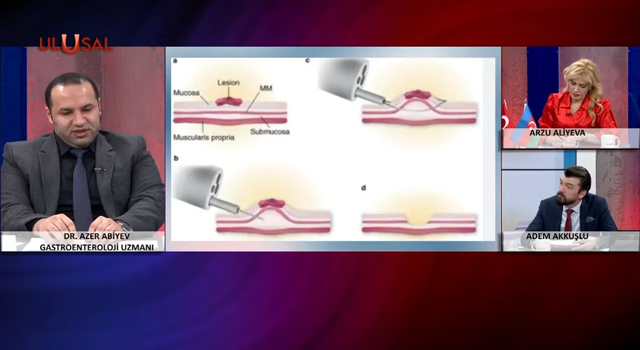 ULUSAL
a
Lesion
Mucosa
MM
Muscularis propria
Submucosa
b
c
d
DR. AZER ABİYEV
GASTROENTEROLOJİ UZMANI
ARZU ALİYEVA
ADEM AKKUŞLU